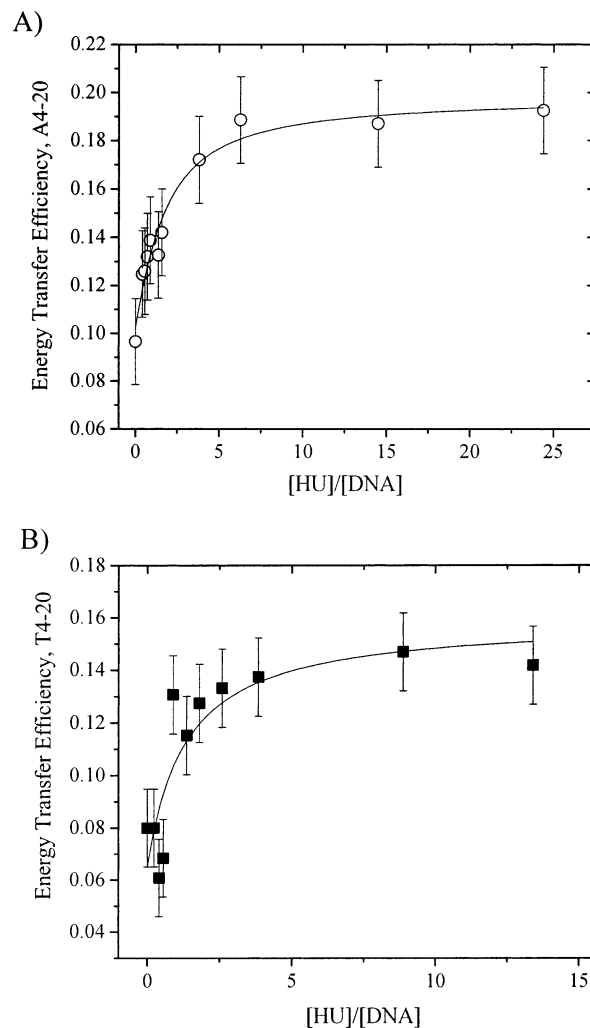 A)
0.22
0.20
0.18
0.16
0.14
0.12
0.10
0.08
0.06
Energy Transfer Efficiency, A4-20
0 5 10 15 20 25
[HU]/[DNA]
B)
0.18
0.16
0.14
0.12
0.10
0.08
0.06
0.04
Energy Transfer Efficiency, T4-20
0 5 10 15
[HU]/[DNA]